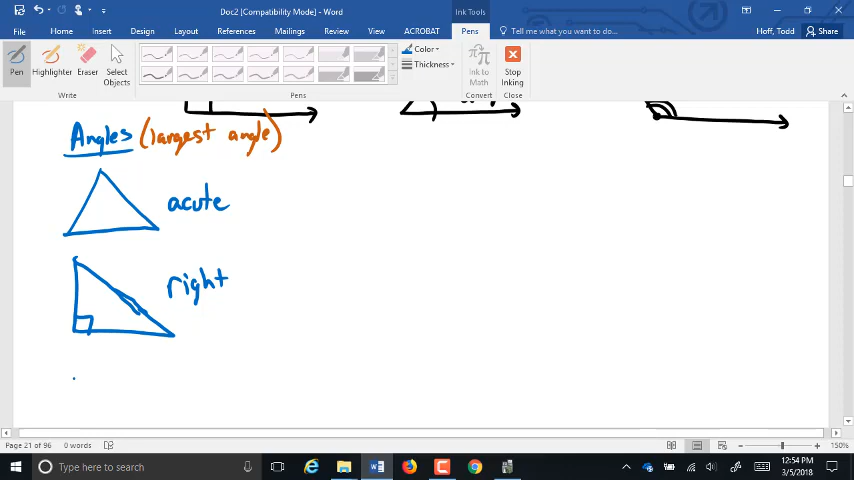 Doc2 [Compatibility Mode] - Word
Ink Tools
Hoff, Todd
File Home Insert Design Layout References Mailings Review View ACROBAT Pens Tell me what you want to do... Share
Pen Highlighter Eraser Select Objects
Color
Thickness
Ink to Math
Stop Inking
Write Pens Convert Close
Angles (largest angle)
acute
right
Page 21 of 96 0 words
150%
Type here to search
12:54 PM
3/5/2018